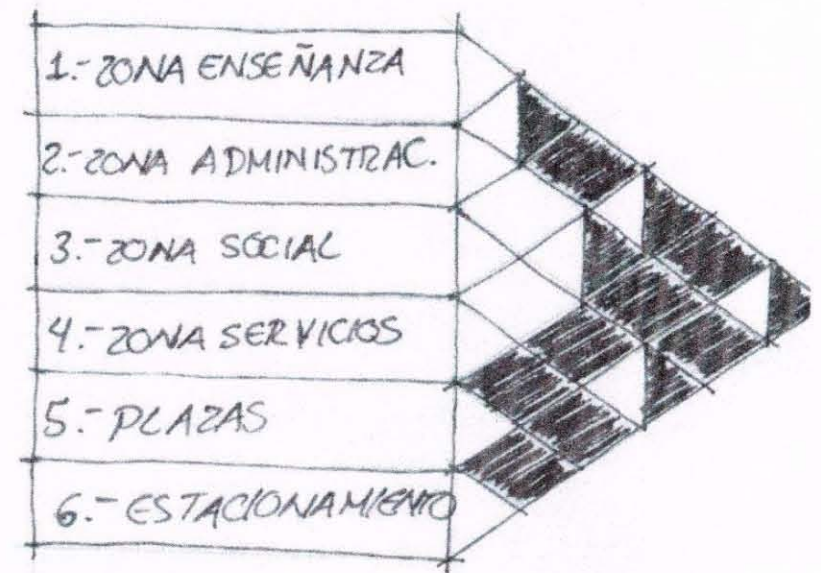 1.- ZONA ENSEÑANZA
2.- ZONA ADMINISTRAC.
3.- ZONA SOCIAL
4.- ZONA SERVICIOS
5.- PLAZAS
6.- ESTACIONAMIENTO